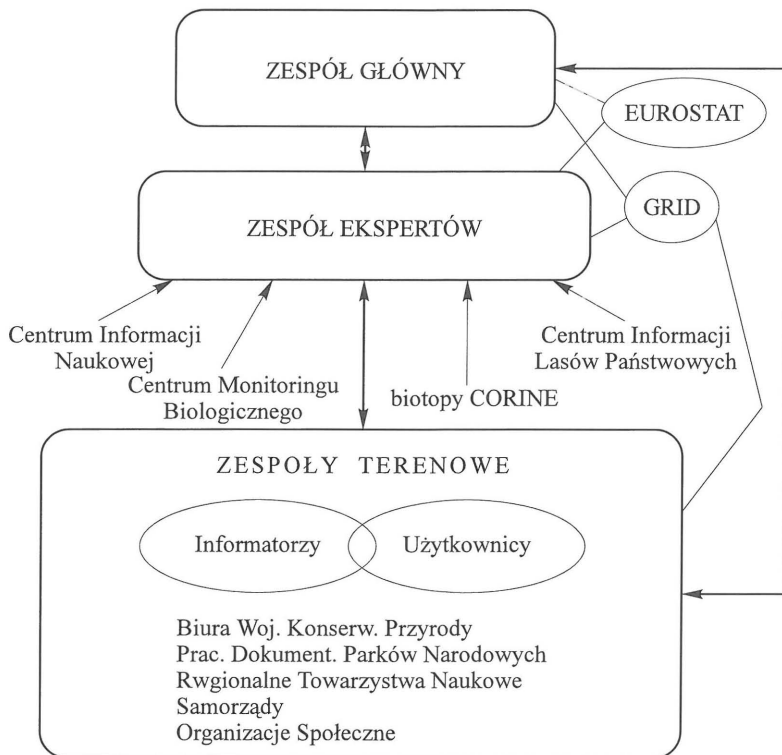 ZESPÓŁ GŁÓWNY
EUROSTAT
ZESPÓŁ EKSPERTÓW
GRID
Centrum Informacji
Naukowej
Centrum Monitoringu
Biologicznego
biotopy CORINE
Centrum Informacji
Lasów Państwowych
ZESPOŁY TERENOWE
Informatorzy
Użytkownicy
Biura Woj. Konserw. Przyrody
Prac. Dokument. Parków Narodowych
Rwgionalne Towarzystwa Naukowe
Samorządy
Organizacje Społeczne